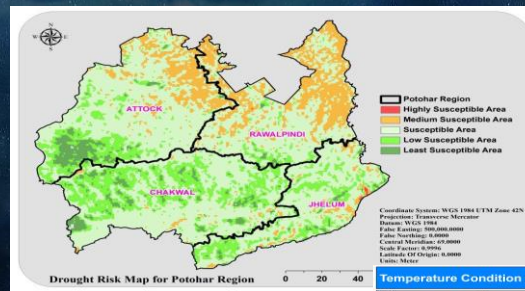 N
W
E
S
ATTOCK
RAWALPINDI
CHAKWAL
JHELUM
Potohar Region
Highly Susceptible Area
Medium Susceptible Area
Susceptible Area
Low Susceptible Area
Least Susceptible Area
Coordinate System: WGS 1984 UTM Zone 42N
Projection: Transverse Mercator
Datum: WGS 1984
False Easting: 500,000.0000
False Northing: 0.0000
Central Meridian: 69.0000
Scale Factor: 0.9996
Latitude Of Origin: 0.0000
Units: Meter
Drought Risk Map for Potohar Region
0 20 40
Temperature Condition